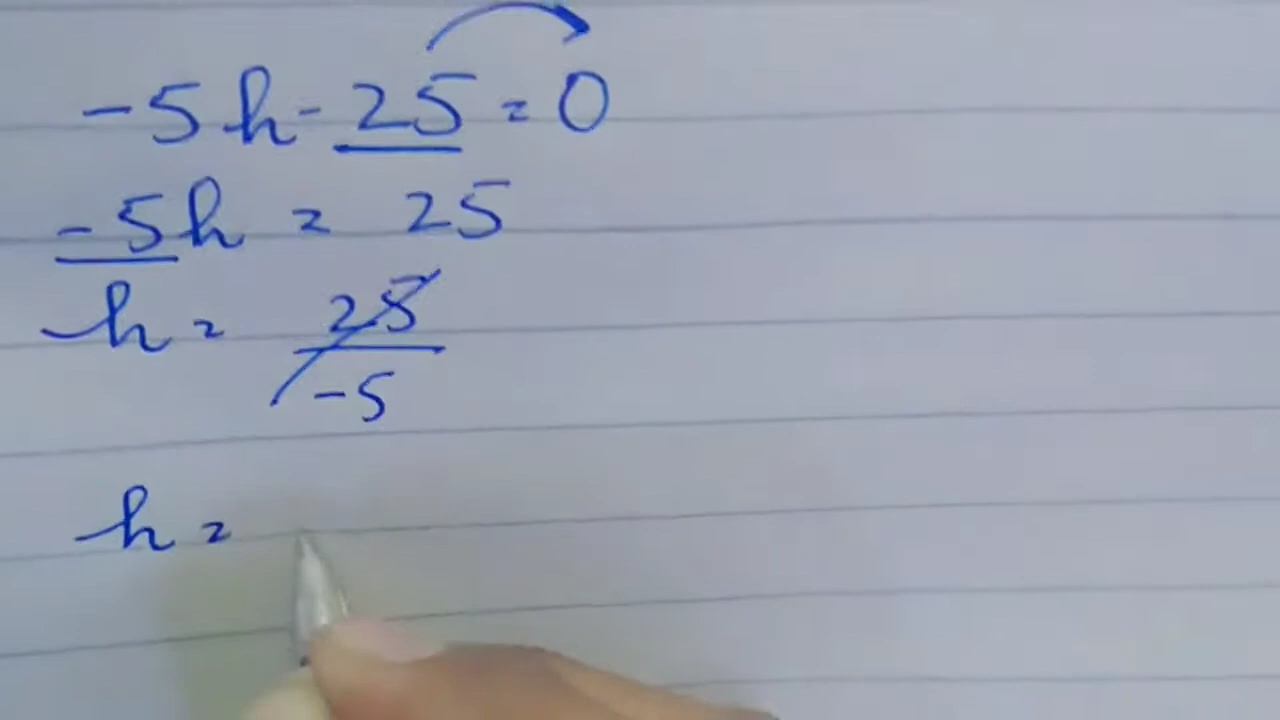 -5h - 25 = 0
-5h = 25
h = 25/-5
h =